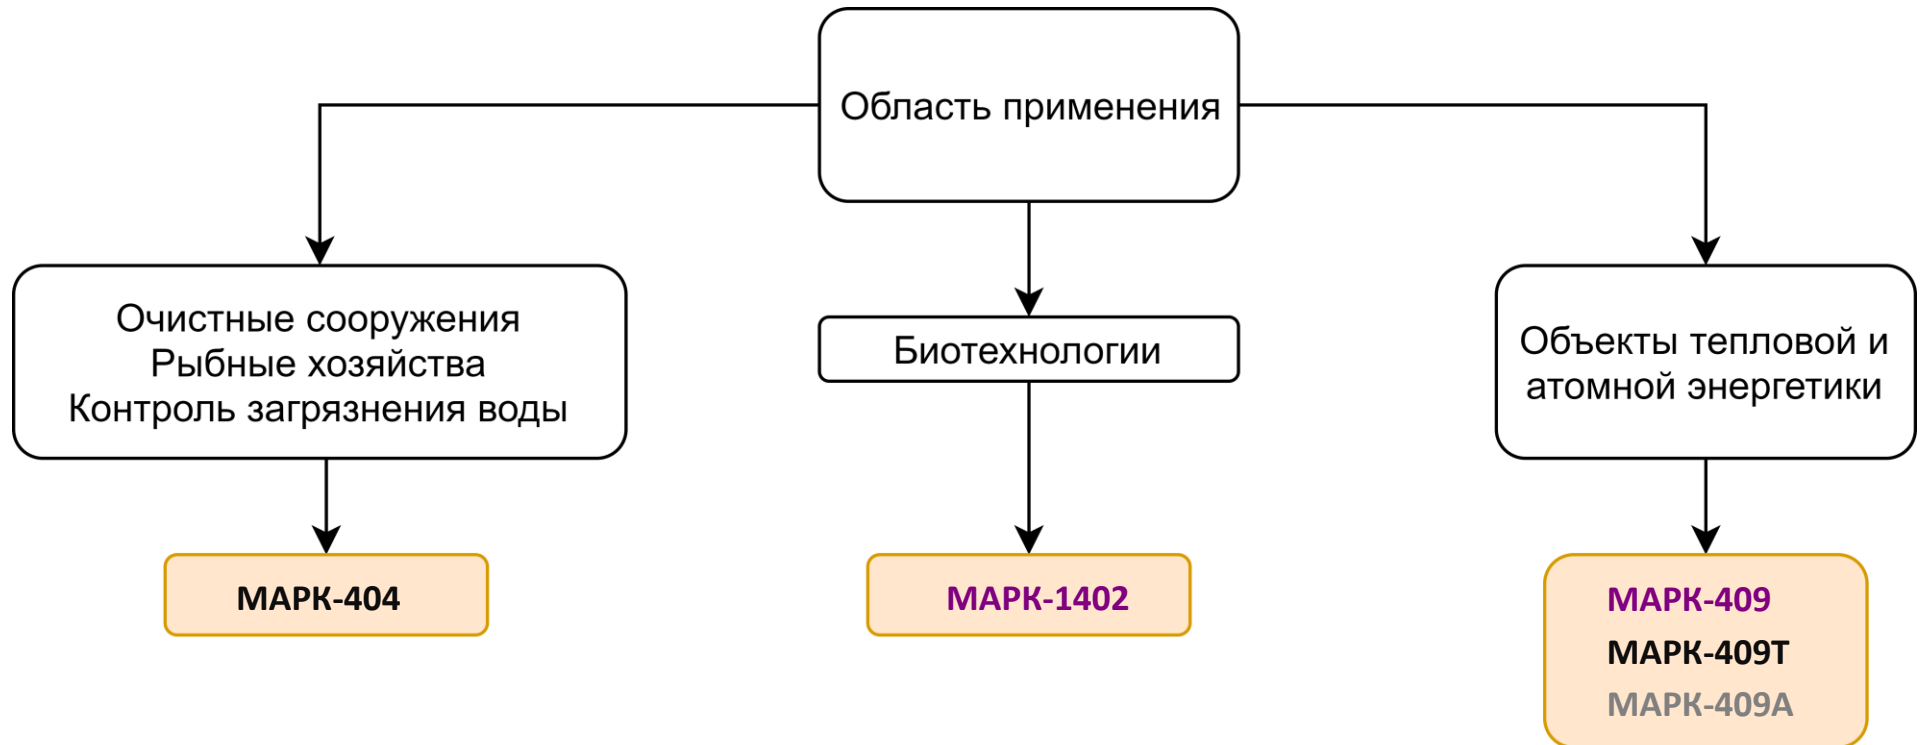 Область применения
Очистные сооружения
Рыбные хозяйства
Контроль загрязнения воды
Биотехнологии
Объекты тепловой и
атомной энергетики
МАРК-404
МАРК-1402
МАРК-409
МАРК-409Т
МАРК-409А